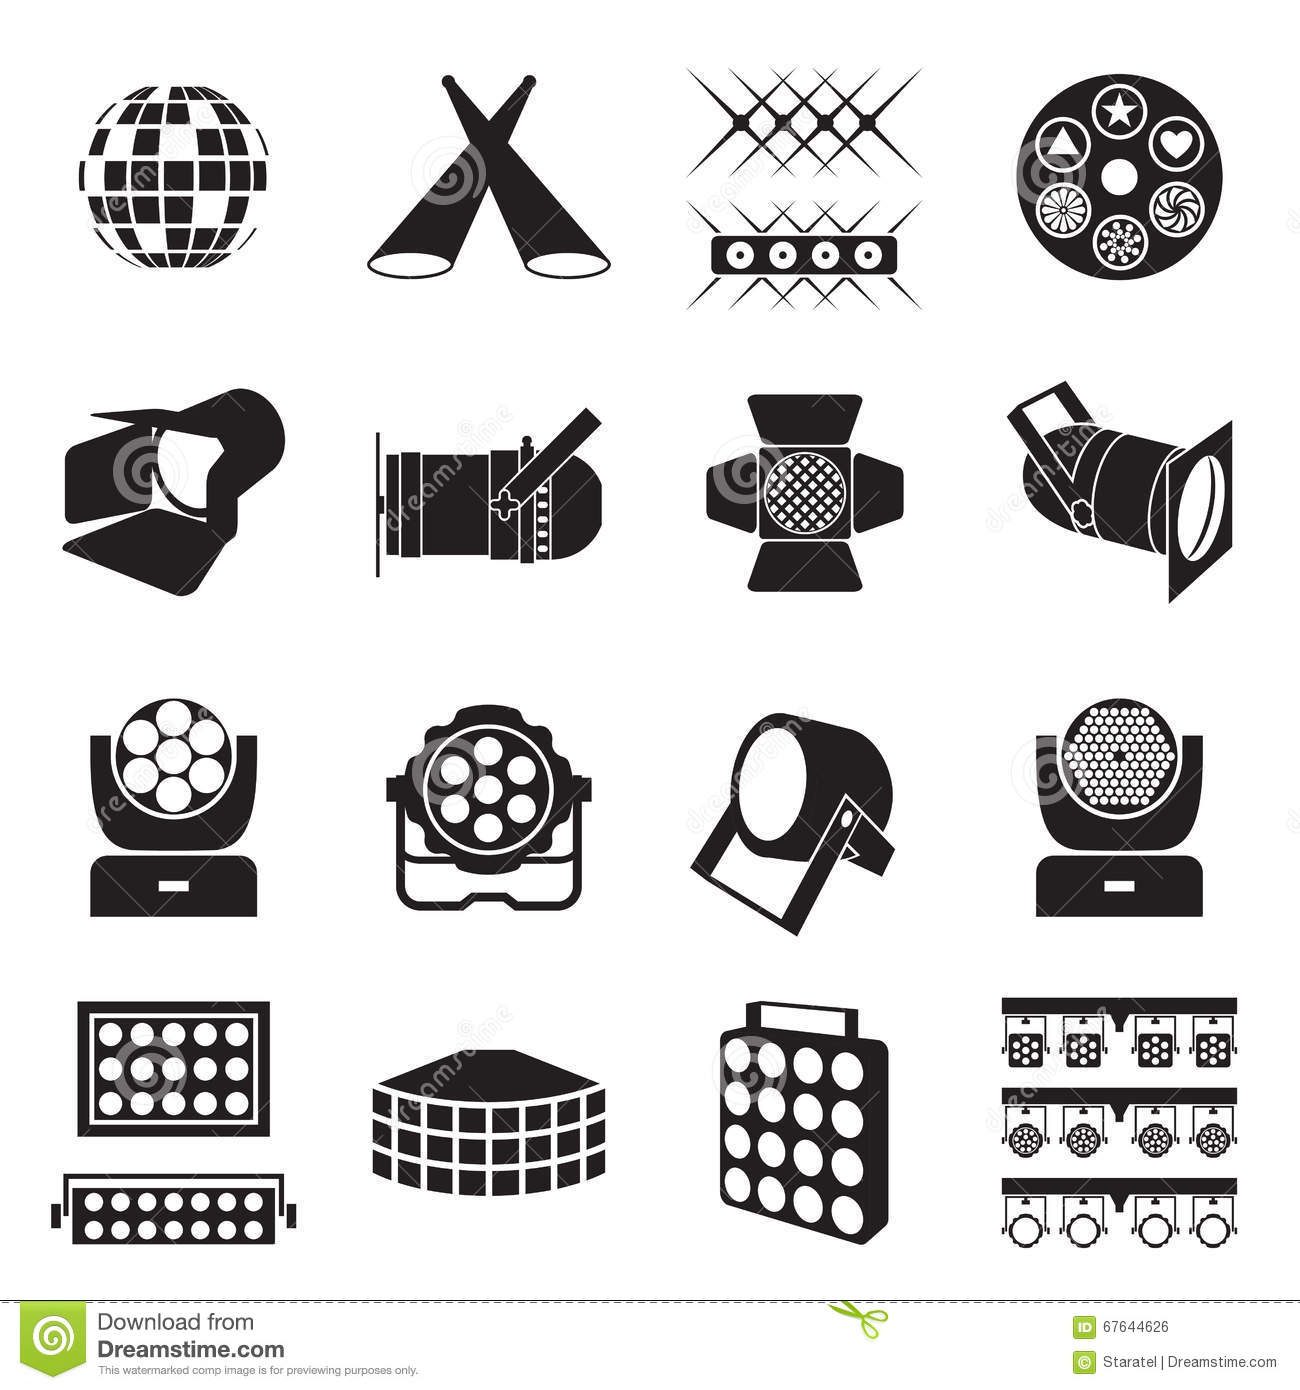 Download from
Dreamstime.com
This watermarked comp image is for previewing purposes only.
ID 67644626
© Staratel | Dreamstime.com